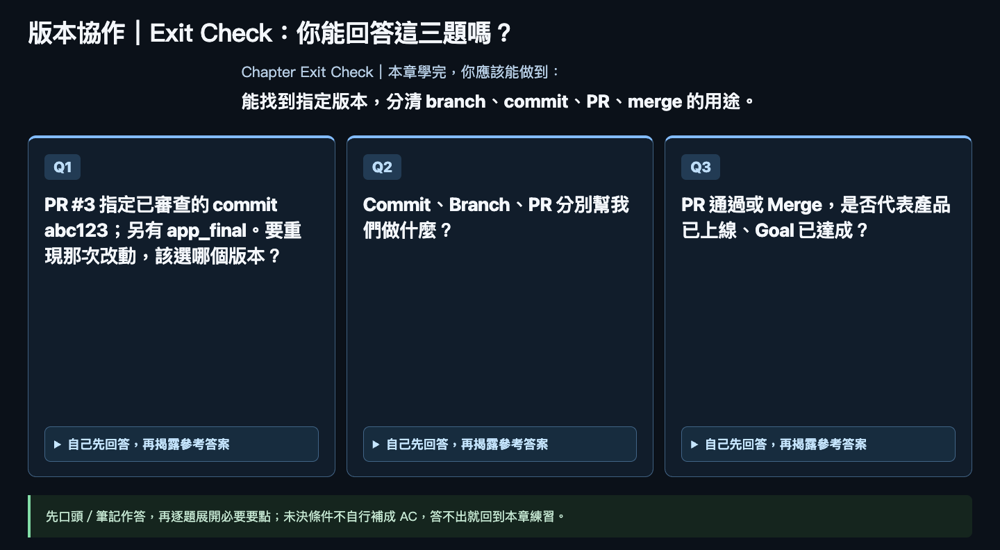 版本協作｜Exit Check：你能回答這三題嗎？
Chapter Exit Check｜本章學完，你應該能做到：
能找到指定版本，分清 branch、commit、PR、merge 的用途。
Q1
PR #3 指定已審查的 commit
abc123；另有 app_final。要重
現那次改動，該選哪個版本？
▶ 自己先回答，再揭露參考答案
Q2
Commit、Branch、PR 分別幫我
們做什麼？
▶ 自己先回答，再揭露參考答案
Q3
PR 通過或 Merge，是否代表產品
已上線、Goal 已達成？
▶ 自己先回答，再揭露參考答案
先口頭 / 筆記作答，再逐題展開必要要點；未決條件不自行補成 AC，答不出就回到本章練習。